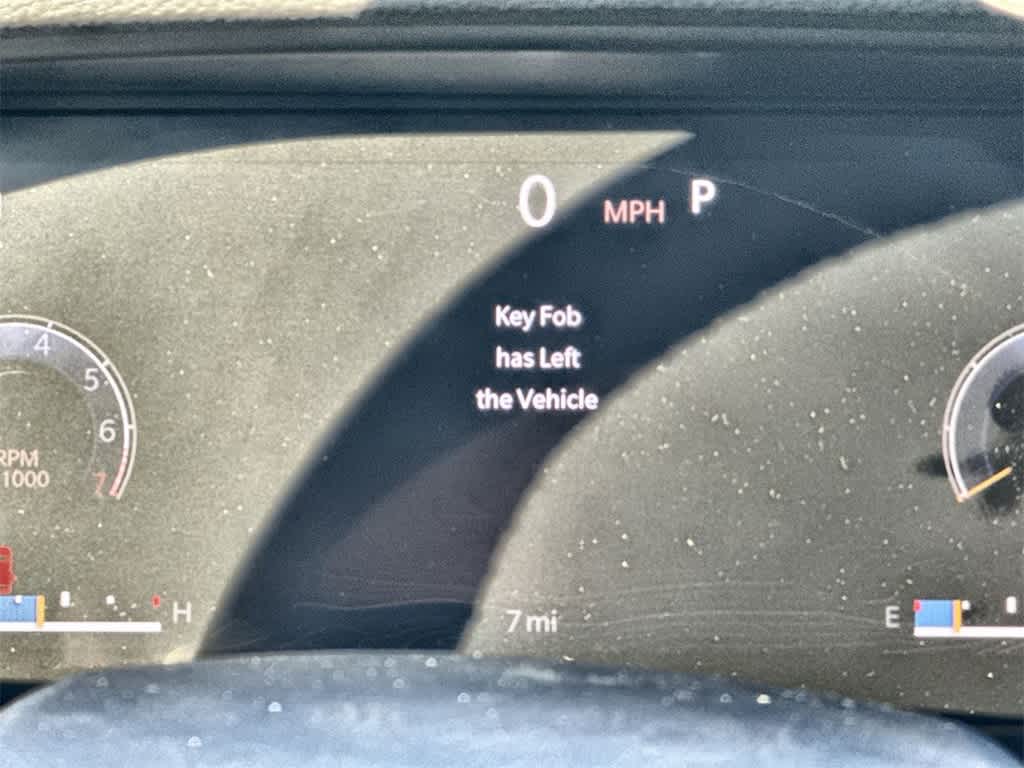 0 MPH P
Key Fob
has Left
the Vehicle
4
5
6
RPM
1000
7
H
7 mi
E